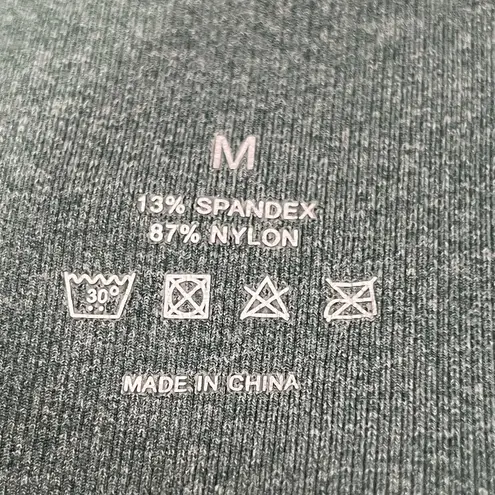 M
13% SPANDEX
87% NYLON
30°
MADE IN CHINA